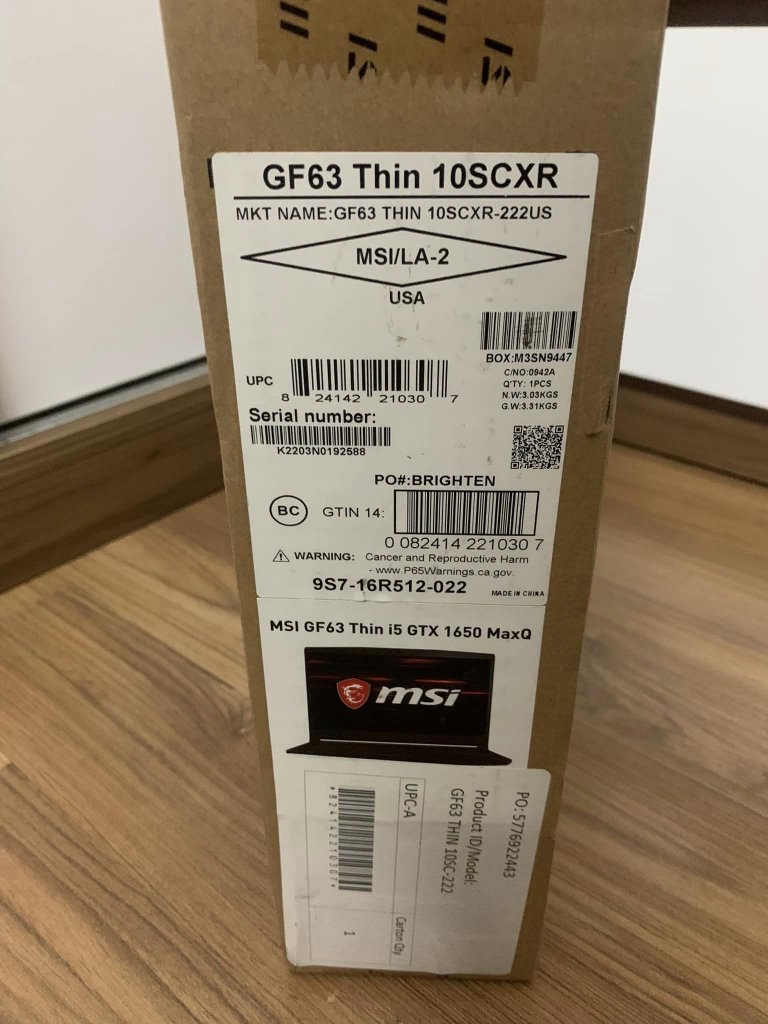 GF63 Thin 10SCXR
MKT NAME:GF63 THIN 10SCXR-222US
MSI/LA-2
USA
BOX:M3SN9447
C/NO:0942A
Q'TY: 1PCS
N.W:3.03KGS
G.W:3.31KGS
UPC
8 24142 21030 7
Serial number:
K2203N0192588
PO#:BRIGHTEN
BC
GTIN 14:
0 082414 221030 7
WARNING: Cancer and Reproductive Harm
- www.P65Warnings.ca.gov.
9S7-16R512-022
MADE IN CHINA
MSI GF63 Thin i5 GTX 1650 MaxQ
msi
PO: 5776922443
Product ID/Model:
GF63 THIN 10SC-222
UPC-A
*824142210307*
Carton Qty
1